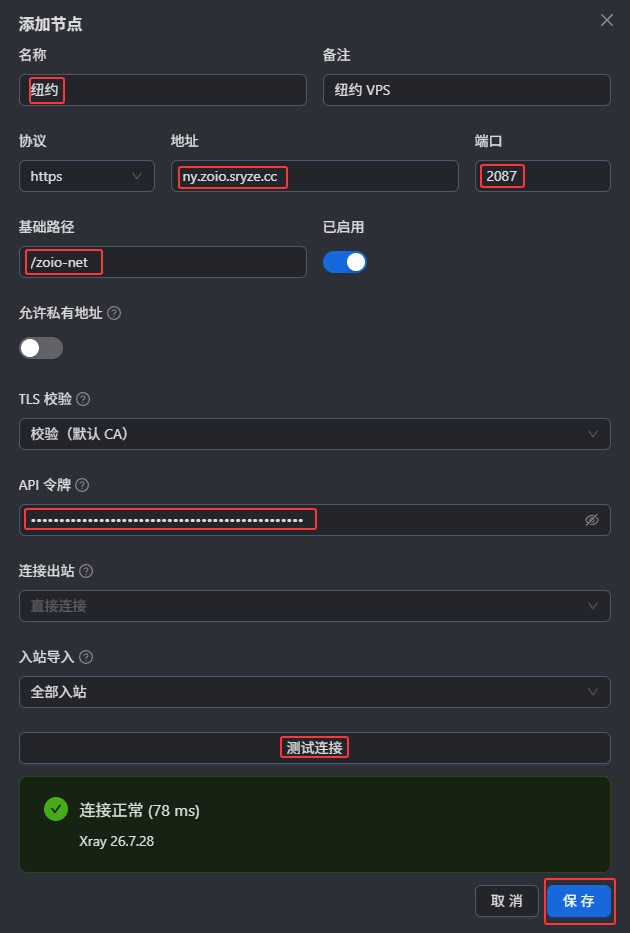 添加节点
名称
备注
纽约
纽约 VPS
协议
地址
端口
https
ny.zoio.sryze.cc
2087
基础路径
已启用
/zoio-net
允许私有地址
TLS 校验
校验（默认 CA）
API 令牌
连接出站
直接连接
入站导入
全部入站
测试连接
连接正常 (78 ms)
Xray 26.7.28
取 消
保 存